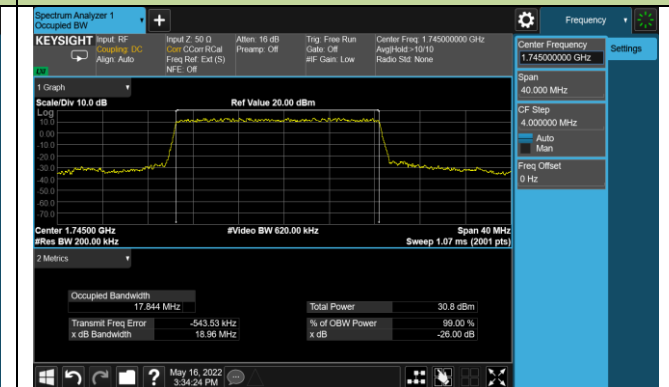 Spectrum Analyzer 1
Occupied BW
Frequency
KEYSIGHT Input: RF Input Z: 50 Ω Atten: 16 dB Trig: Free Run Center Freq: 1.745000000 GHz
Coupling: DC Corr CCorr RCal Preamp: Off Gate: Off Avg|Hold:>10/10
Align: Auto Freq Ref: Ext (S) #IF Gain: Low Radio Std: None
NFE: Off
Center Frequency
1.745000000 GHz
Settings
Span
40.000 MHz
CF Step
4.000000 MHz
Auto
Man
Freq Offset
0 Hz
1 Graph
Scale/Div 10.0 dB Ref Value 20.00 dBm
Log
10.0
0.00
-10.0
-20.0
-30.0
-40.0
-50.0
-60.0
-70.0
Center 1.74500 GHz #Video BW 620.00 kHz Span 40 MHz
#Res BW 200.00 kHz Sweep 1.07 ms (2001 pts)
2 Metrics
Occupied Bandwidth
17.844 MHz Total Power 30.8 dBm
Transmit Freq Error -543.53 kHz % of OBW Power 99.00 %
x dB Bandwidth 18.96 MHz x dB -26.00 dB
? May 16, 2022
3:34:24 PM